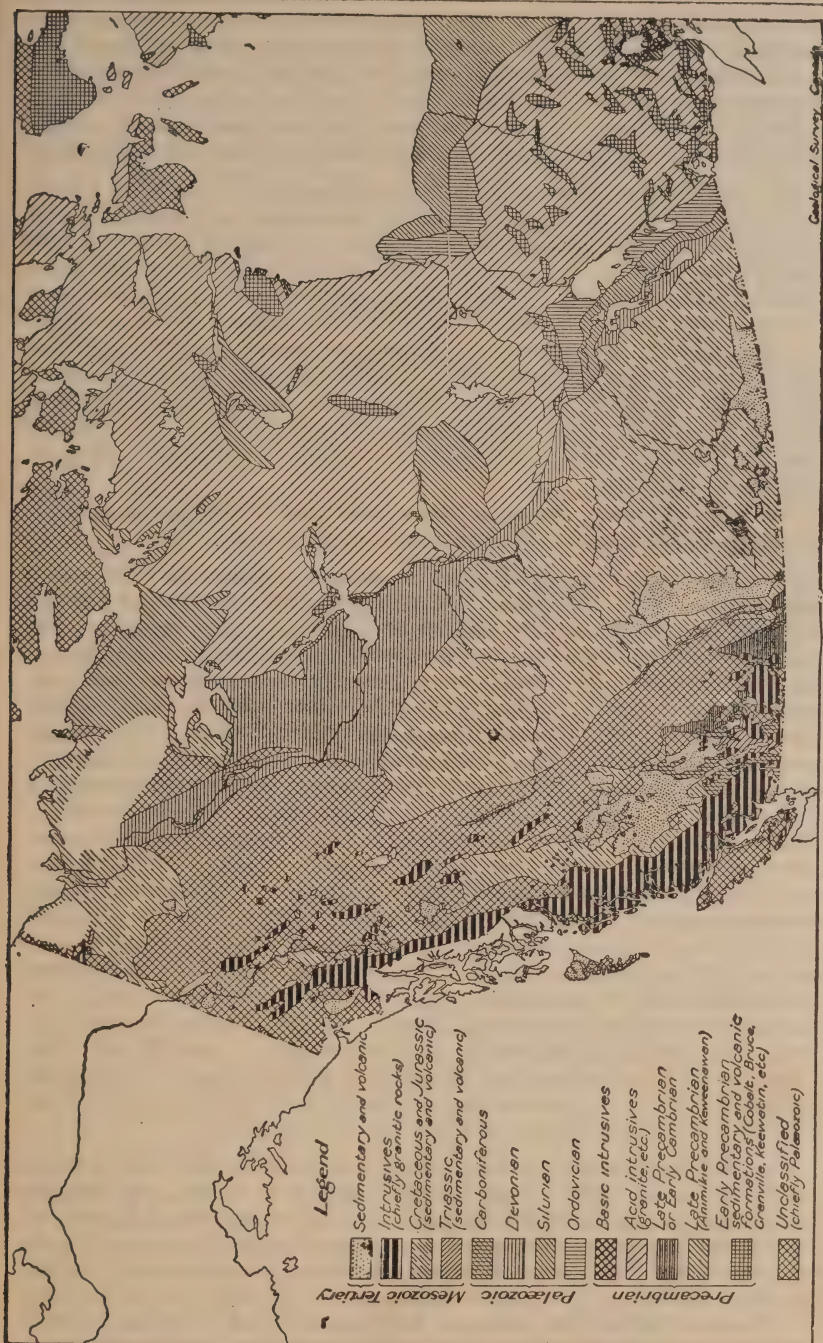 Legend
Tertiary
Sedimentary and volcanic
Mesozoic
Intrusives
(chiefly granitic rocks)
Cretaceous and Jurassic
(sedimentary and volcanic)
Triassic
(sedimentary and volcanic)
Palæozoic
Carboniferous
Devonian
Silurian
Ordovician
Precambrian
Basic intrusives
Acid intrusives
(granite, etc.)
Late Precambrian
or Early Cambrian
Late Precambrian
(Animikie and Keweenawan)
Early Precambrian
sedimentary and volcanic
formations (Cobalt, Bruce,
Grenville, Keewatin, etc)
Unclassified
(chiefly Palæozoic)
Geological Survey, Canada